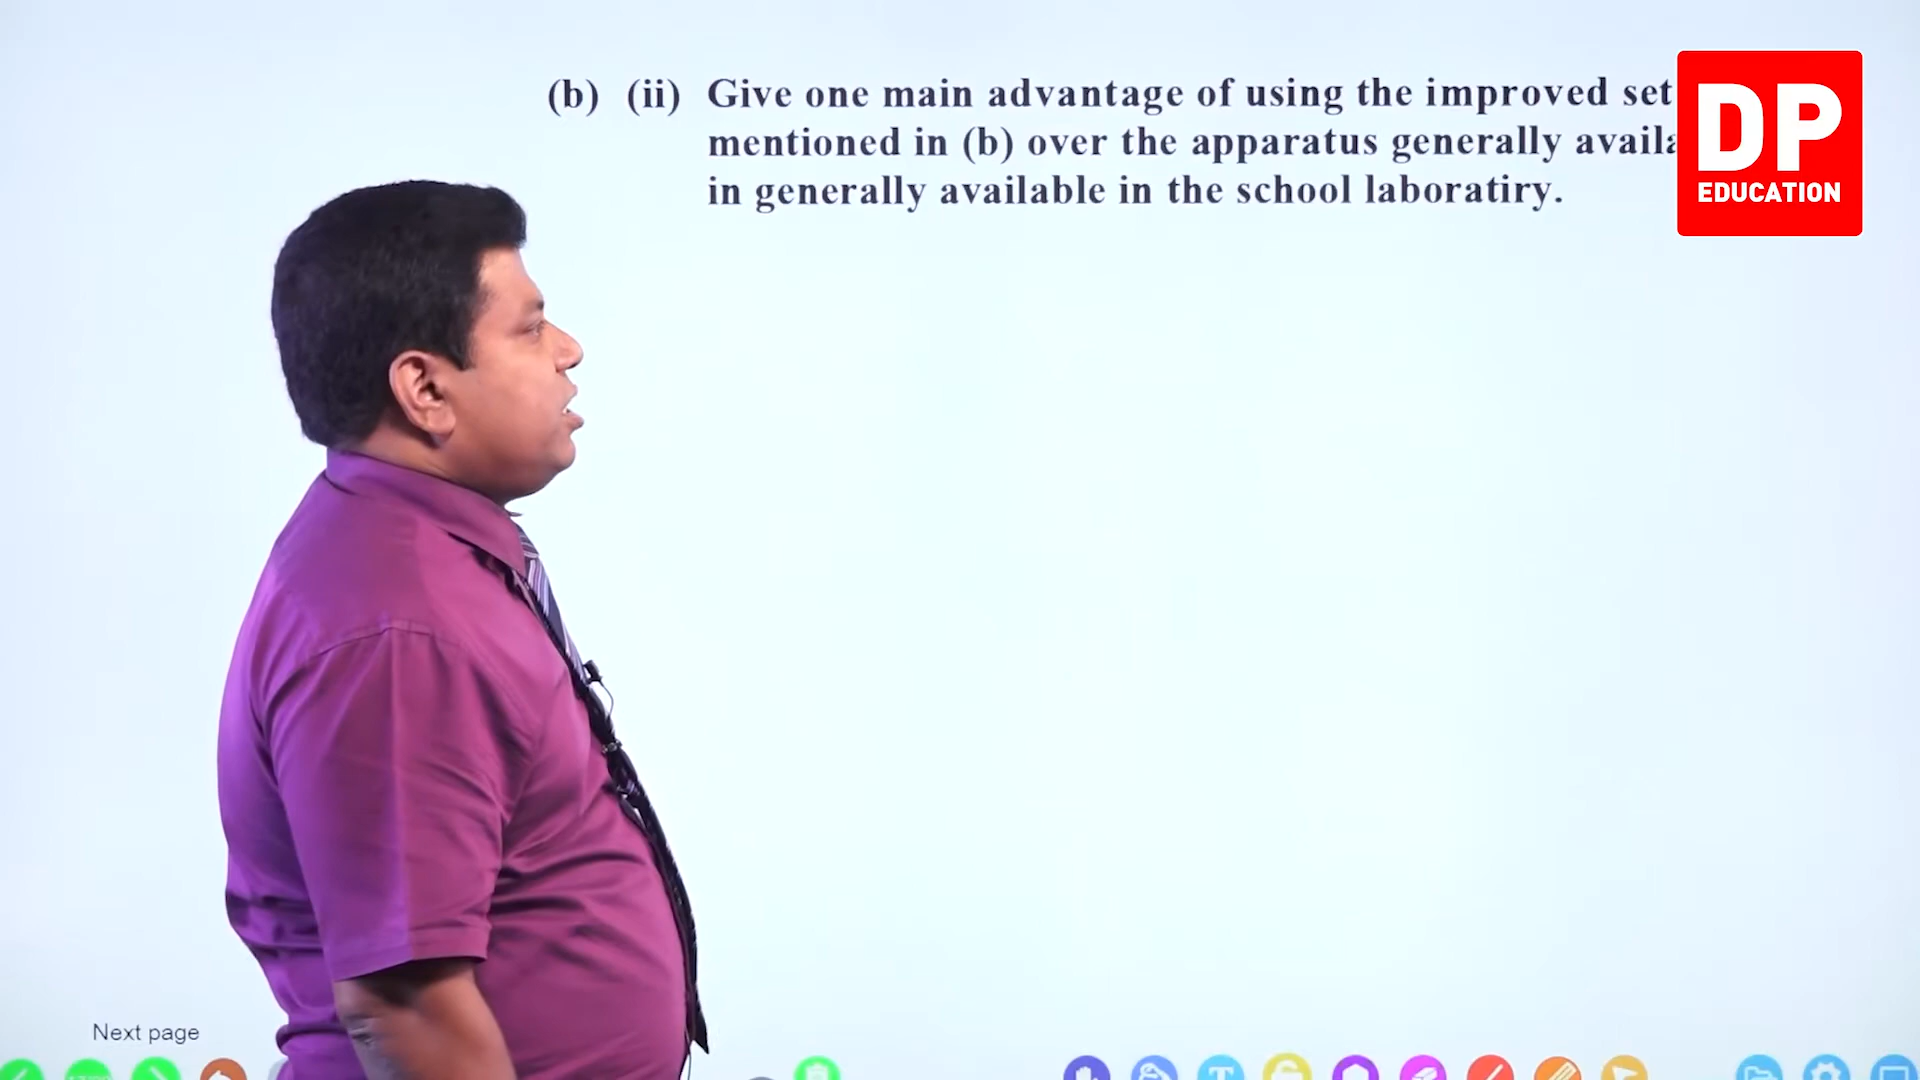 (b) (ii) Give one main advantage of using the improved set
mentioned in (b) over the apparatus generally
in generally available in the school laboratiry.
DP
EDUCATION
Next page